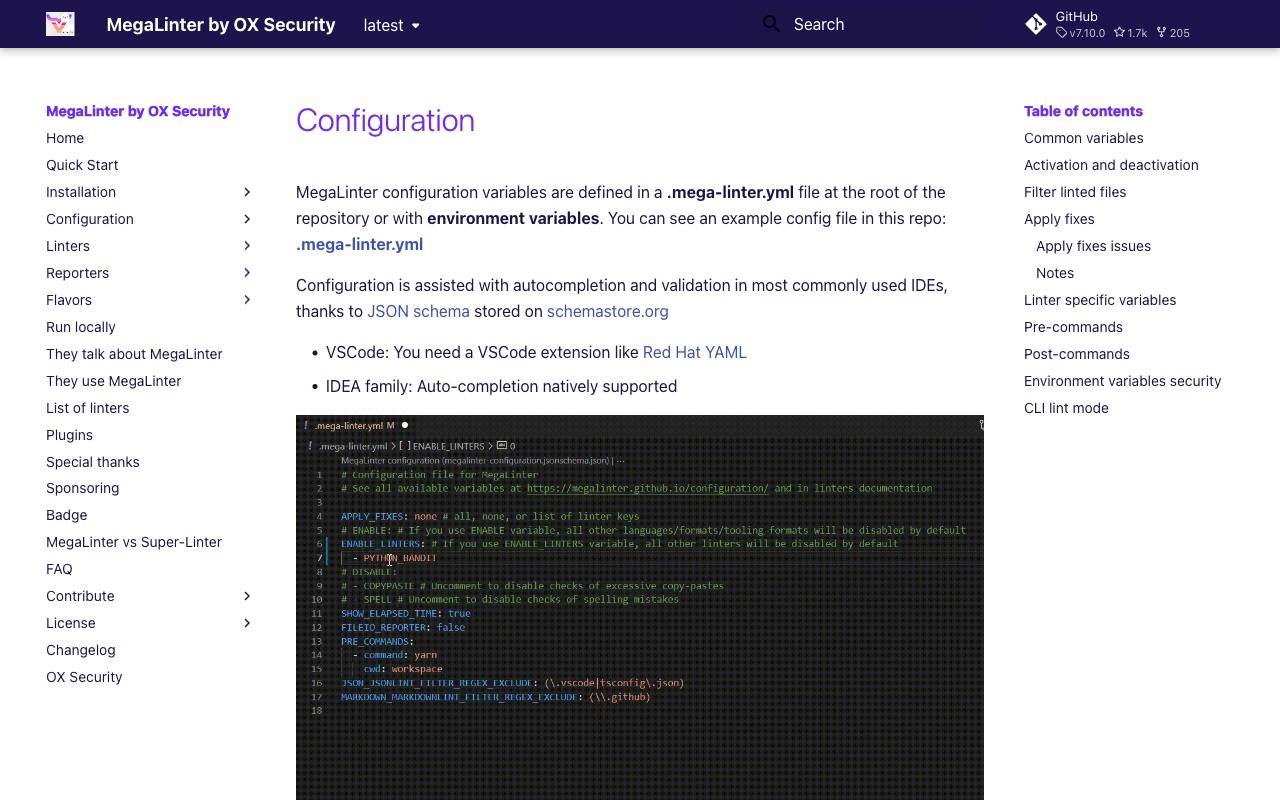 MegaLinter by OX Security
latest
Search
GitHub
v7.10.0 1.7k 205
MegaLinter by OX Security
Home
Quick Start
Installation
Configuration
Linters
Reporters
Flavors
Run locally
They talk about MegaLinter
They use MegaLinter
List of linters
Plugins
Special thanks
Sponsoring
Badge
MegaLinter vs Super-Linter
FAQ
Contribute
License
Changelog
OX Security
Configuration
MegaLinter configuration variables are defined in a .mega-linter.yml file at the root of the
repository or with environment variables. You can see an example config file in this repo:
.mega-linter.yml
Configuration is assisted with autocompletion and validation in most commonly used IDEs,
thanks to JSON schema stored on schemastore.org
• VSCode: You need a VSCode extension like Red Hat YAML
• IDEA family: Auto-completion natively supported
! .mega-linter.yml M ●
! .mega-linter.yml > [ ] ENABLE_LINTERS > 0
MegaLinter configuration (megalinter-configuration.jsonschema.json) | ...
1 # Configuration file for MegaLinter
2 # See all available variables at https://megalinter.github.io/configuration/ and in linters documentation
3
4 APPLY_FIXES: none # all, none, or list of linter keys
5 # ENABLE: # If you use ENABLE variable, all other languages/formats/tooling-formats will be disabled by default
6 ENABLE_LINTERS: # If you use ENABLE_LINTERS variable, all other linters will be disabled by default
7 - PYTHON_BANDIT
8 # DISABLE:
9 # - COPYPASTE # Uncomment to disable checks of excessive copy-pastes
10 # - SPELL # Uncomment to disable checks of spelling mistakes
11 SHOW_ELAPSED_TIME: true
12 FILEIO_REPORTER: false
13 PRE_COMMANDS:
14 - command: yarn
15 cwd: workspace
16 JSON_JSONLINT_FILTER_REGEX_EXCLUDE: (\.vscode|tsconfig\.json)
17 MARKDOWN_MARKDOWNLINT_FILTER_REGEX_EXCLUDE: (\\.github)
18
Table of contents
Common variables
Activation and deactivation
Filter linted files
Apply fixes
Apply fixes issues
Notes
Linter specific variables
Pre-commands
Post-commands
Environment variables security
CLI lint mode